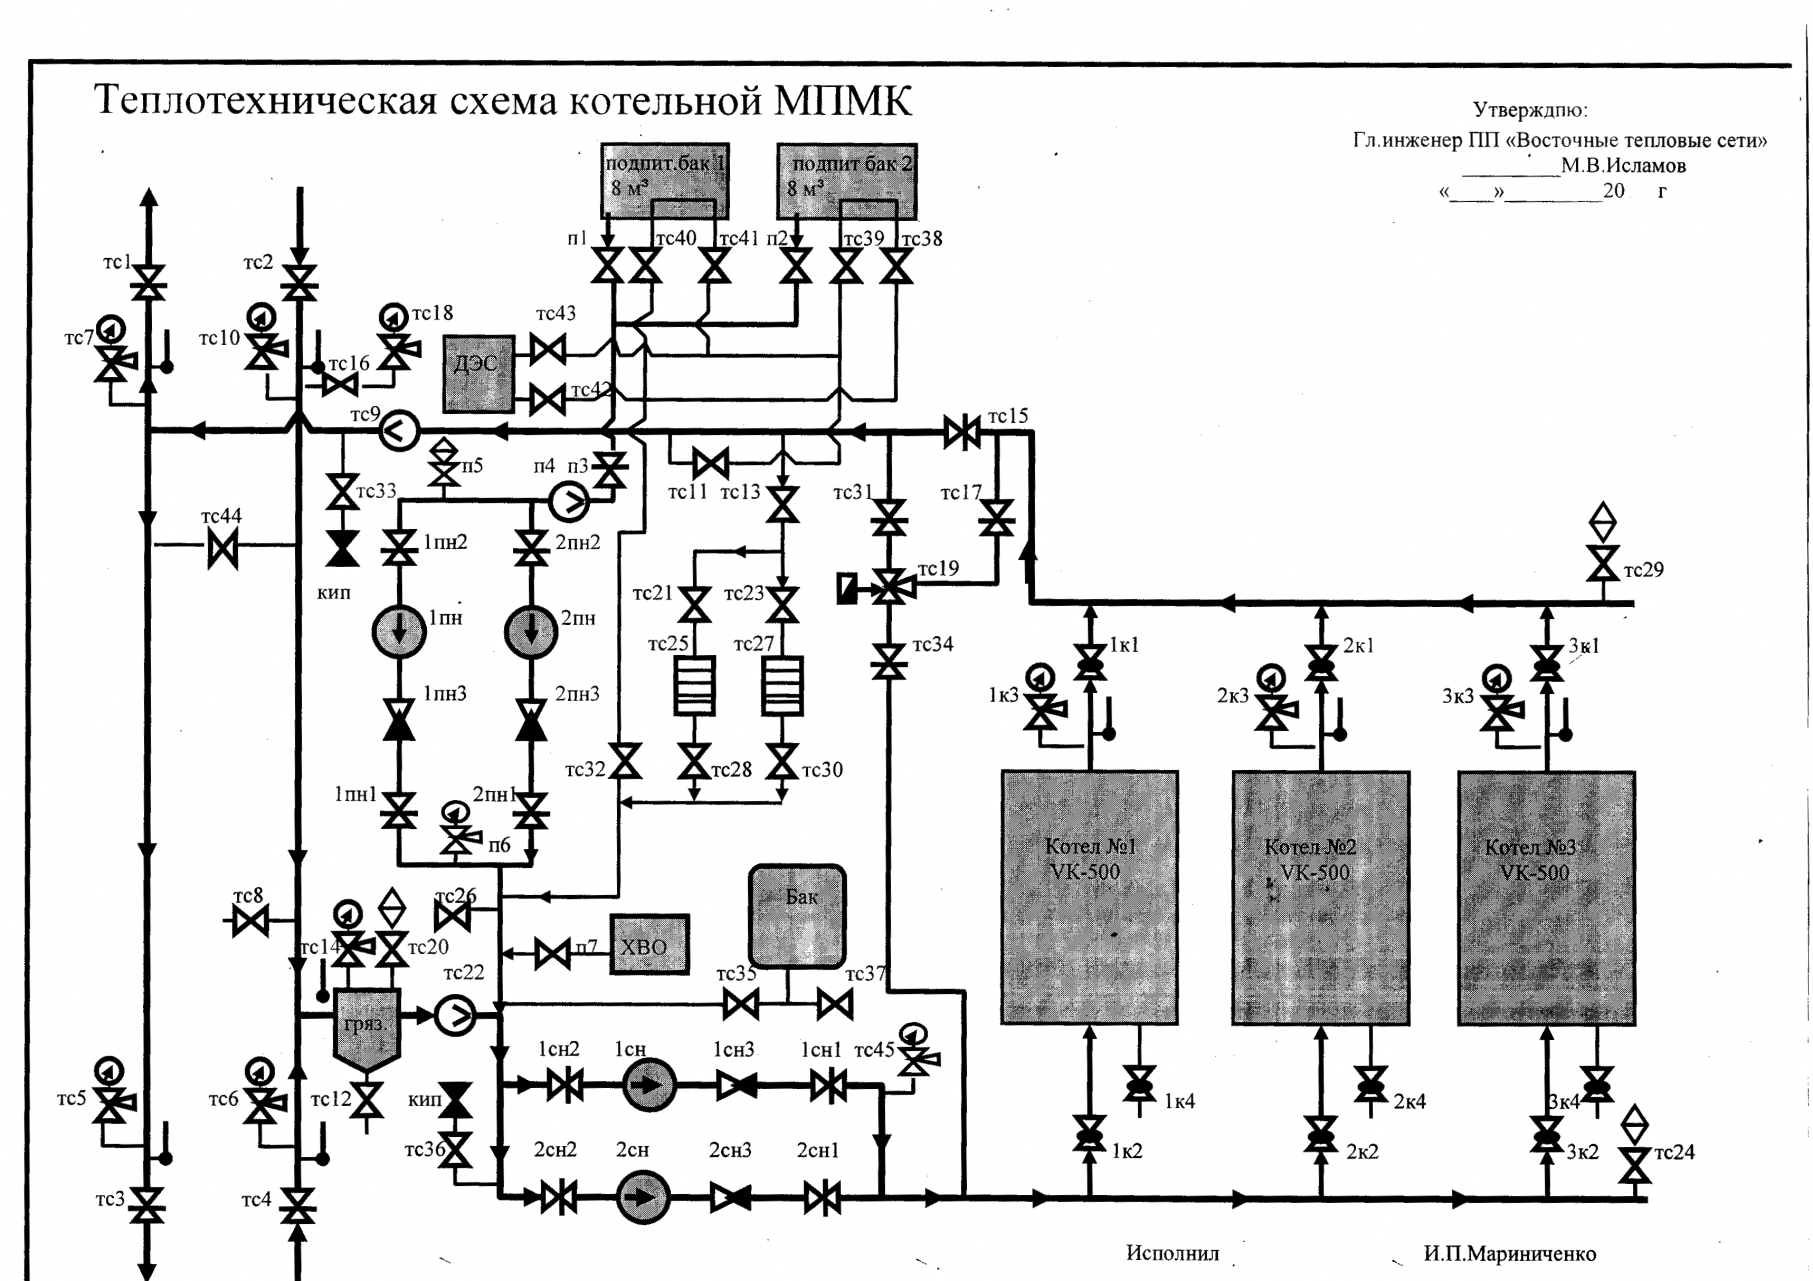 Теплотехническая схема котельной МПМК
Утверждпю:
Гл.инженер ПП «Восточные тепловые сети»
__________М.В.Исламов
«____»_________20 г
подпит.бак 1
8 м³
подпит бак 2
8 м³
п1
тс40
тс41
п2
тс39
тс38
тс1
тс2
тс7
тс10
тс18
тс16
тс43
ДЭС
тс42
тс9
тс15
п5
п4
п3
тс33
тс11
тс13
тс31
тс17
тс44
1пн2
2пн2
кип
тс19
тс29
тс21
тс23
1пн
2пн
тс25
тс27
тс34
1к1
2к1
3к1
1пн3
2пн3
1к3
2к3
3к3
тс32
тс28
тс30
1пн1
2пн1
п6
Котел №1
VK-500
Котел №2
VK-500
Котел №3
VK-500
тс8
тс26
Бак
тс14
тс20
п7
ХВО
тс22
тс35
тс37
гряз.
1сн2
1сн
1сн3
1сн1
тс45
тс5
тс6
тс12
кип
1к4
2к4
3к4
тс36
2сн2
2сн
2сн3
2сн1
1к2
2к2
3к2
тс24
тс3
тс4
Исполнил
И.П.Мариниченко